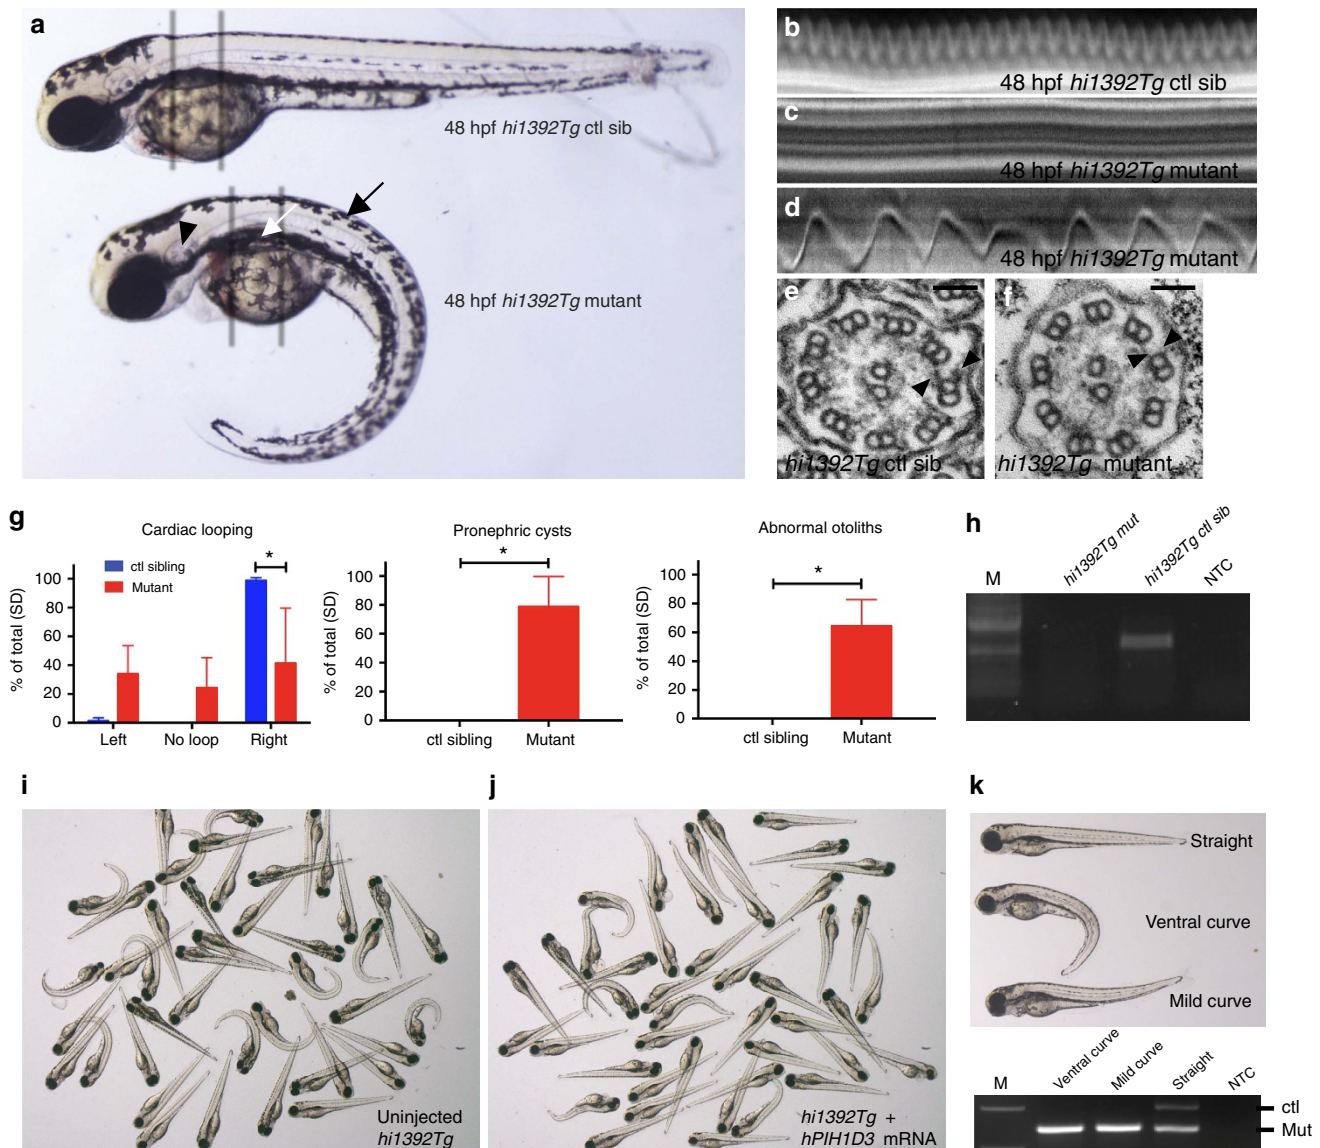 a
48 hpf hi1392Tg ctl sib
48 hpf hi1392Tg mutant
b
48 hpf hi1392Tg ctl sib
c
48 hpf hi1392Tg mutant
d
48 hpf hi1392Tg mutant
e
hi1392Tg ctl sib
f
hi1392Tg mutant
g
Cardiac looping
ctl sibling
Mutant
*
% of total (SD)
100
80
60
40
20
0
Left
No loop
Right
Pronephric cysts
*
% of total (SD)
100
80
60
40
20
0
ctl sibling
Mutant
Abnormal otoliths
*
% of total (SD)
100
80
60
40
20
0
ctl sibling
Mutant
h
M
hi1392Tg mut
hi1392Tg ctl sib
NTC
i
Uninjected
hi1392Tg
j
hi1392Tg +
hPIH1D3 mRNA
k
Straight
Ventral curve
Mild curve
M
Ventral curve
Mild curve
Straight
NTC
ctl
Mut